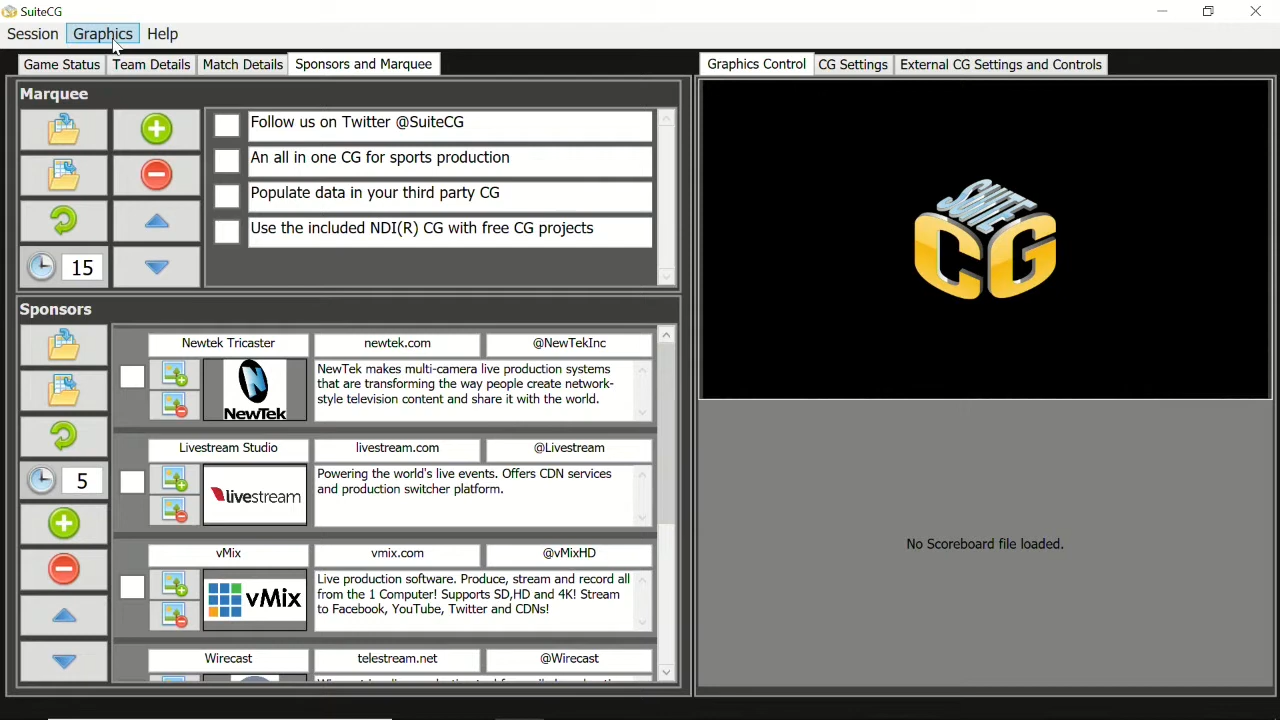 SuiteCG
Session Graphics Help
Game Status Team Details Match Details Sponsors and Marquee
Marquee
Follow us on Twitter @SuiteCG
An all in one CG for sports production
Populate data in your third party CG
Use the included NDI(R) CG with free CG projects
15
Sponsors
5
Newtek Tricaster newtek.com @NewTekInc
NewTek
NewTek makes multi-camera live production systems
that are transforming the way people create network-
style television content and share it with the world.
Livestream Studio livestream.com @Livestream
livestream
Powering the world's live events. Offers CDN services
and production switcher platform.
vMix vmix.com @vMixHD
vMix
Live production software. Produce, stream and record all
from the 1 Computer! Supports SD,HD and 4K! Stream
to Facebook, YouTube, Twitter and CDNs!
Wirecast telestream.net @Wirecast
Graphics Control CG Settings External CG Settings and Controls
SUITE
CG
No Scoreboard file loaded.